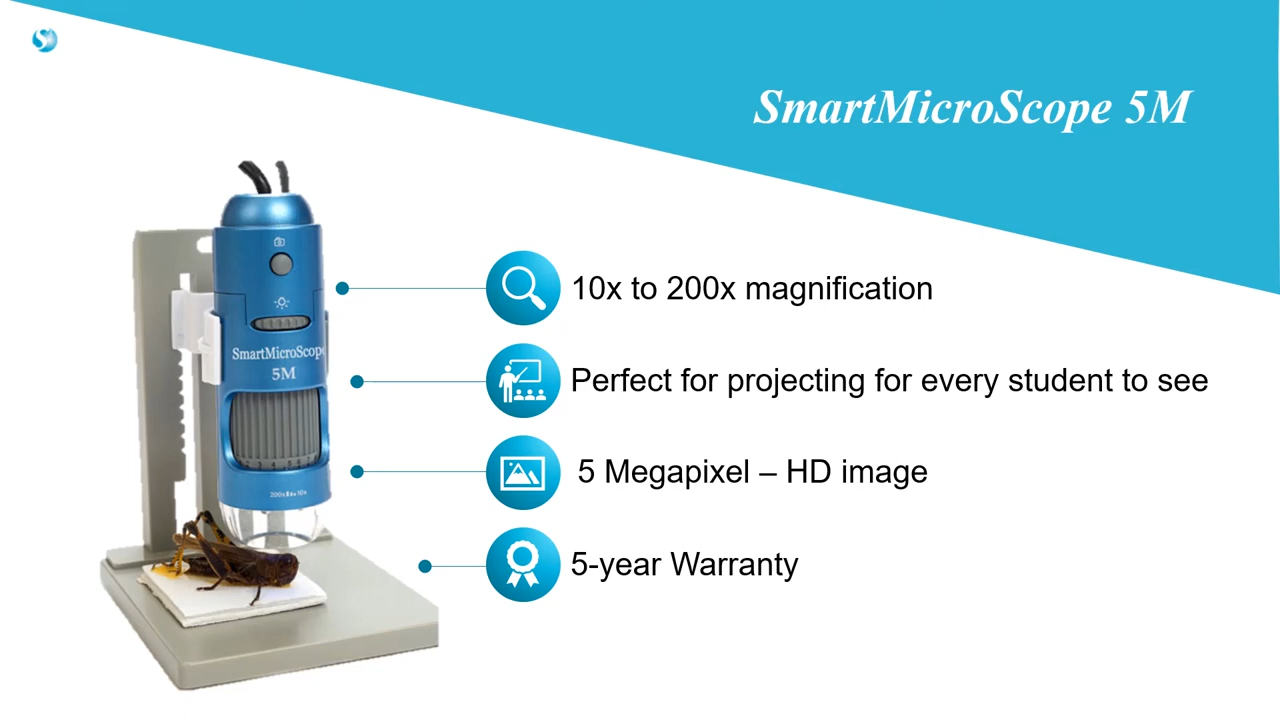 SmartMicroScope 5M
10x to 200x magnification
SmartMicroScope
5M
Perfect for projecting for every student to see
5 Megapixel – HD image
5-year Warranty